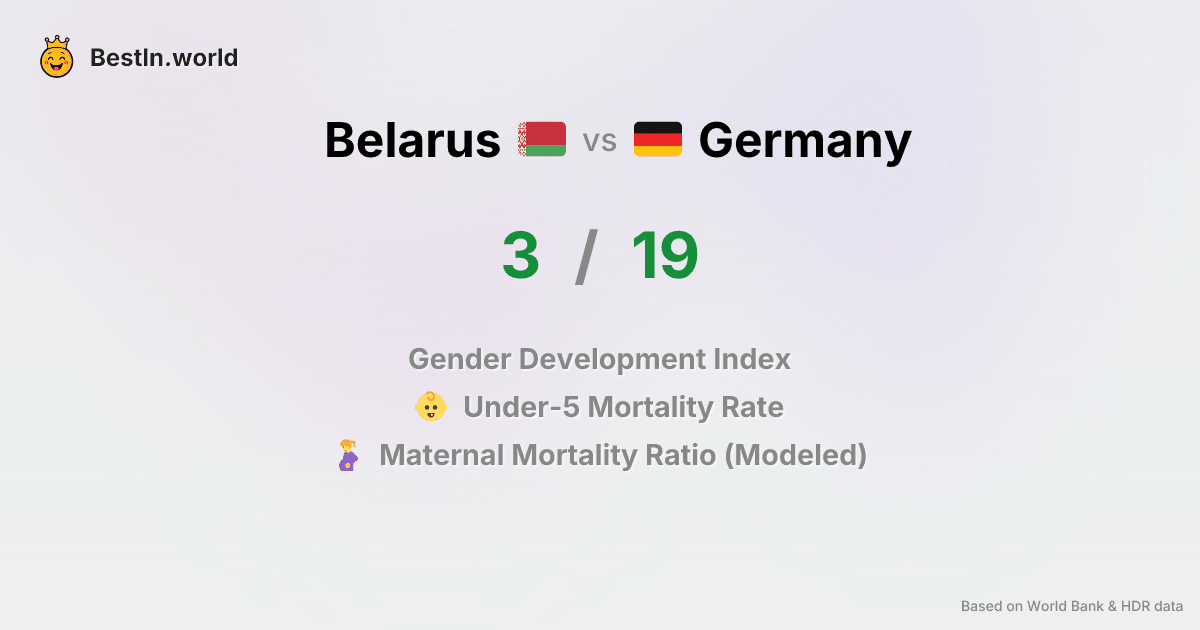 BestIn.world
Belarus vs Germany
3 / 19
Gender Development Index
Under-5 Mortality Rate
Maternal Mortality Ratio (Modeled)
Based on World Bank & HDR data